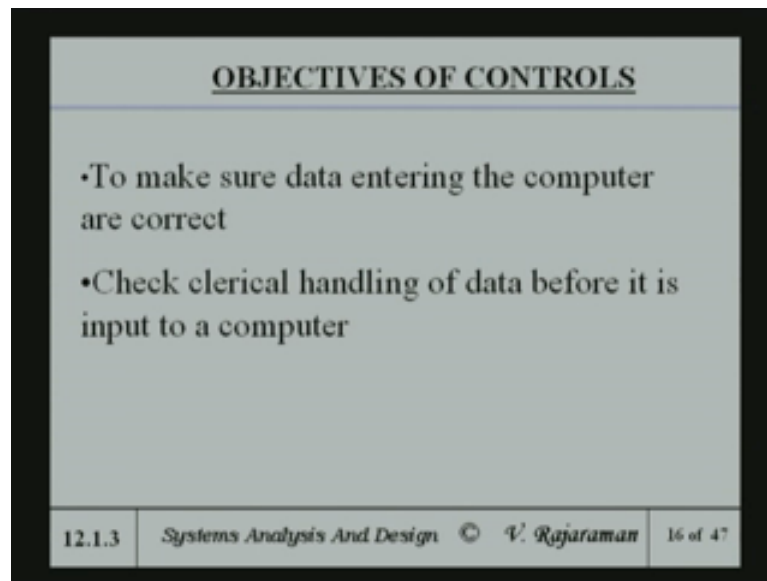 OBJECTIVES OF CONTROLS
•To make sure data entering the computer
are correct
•Check clerical handling of data before it is
input to a computer
12.1.3 Systems Analysis And Design © V. Rajaraman 16 of 47